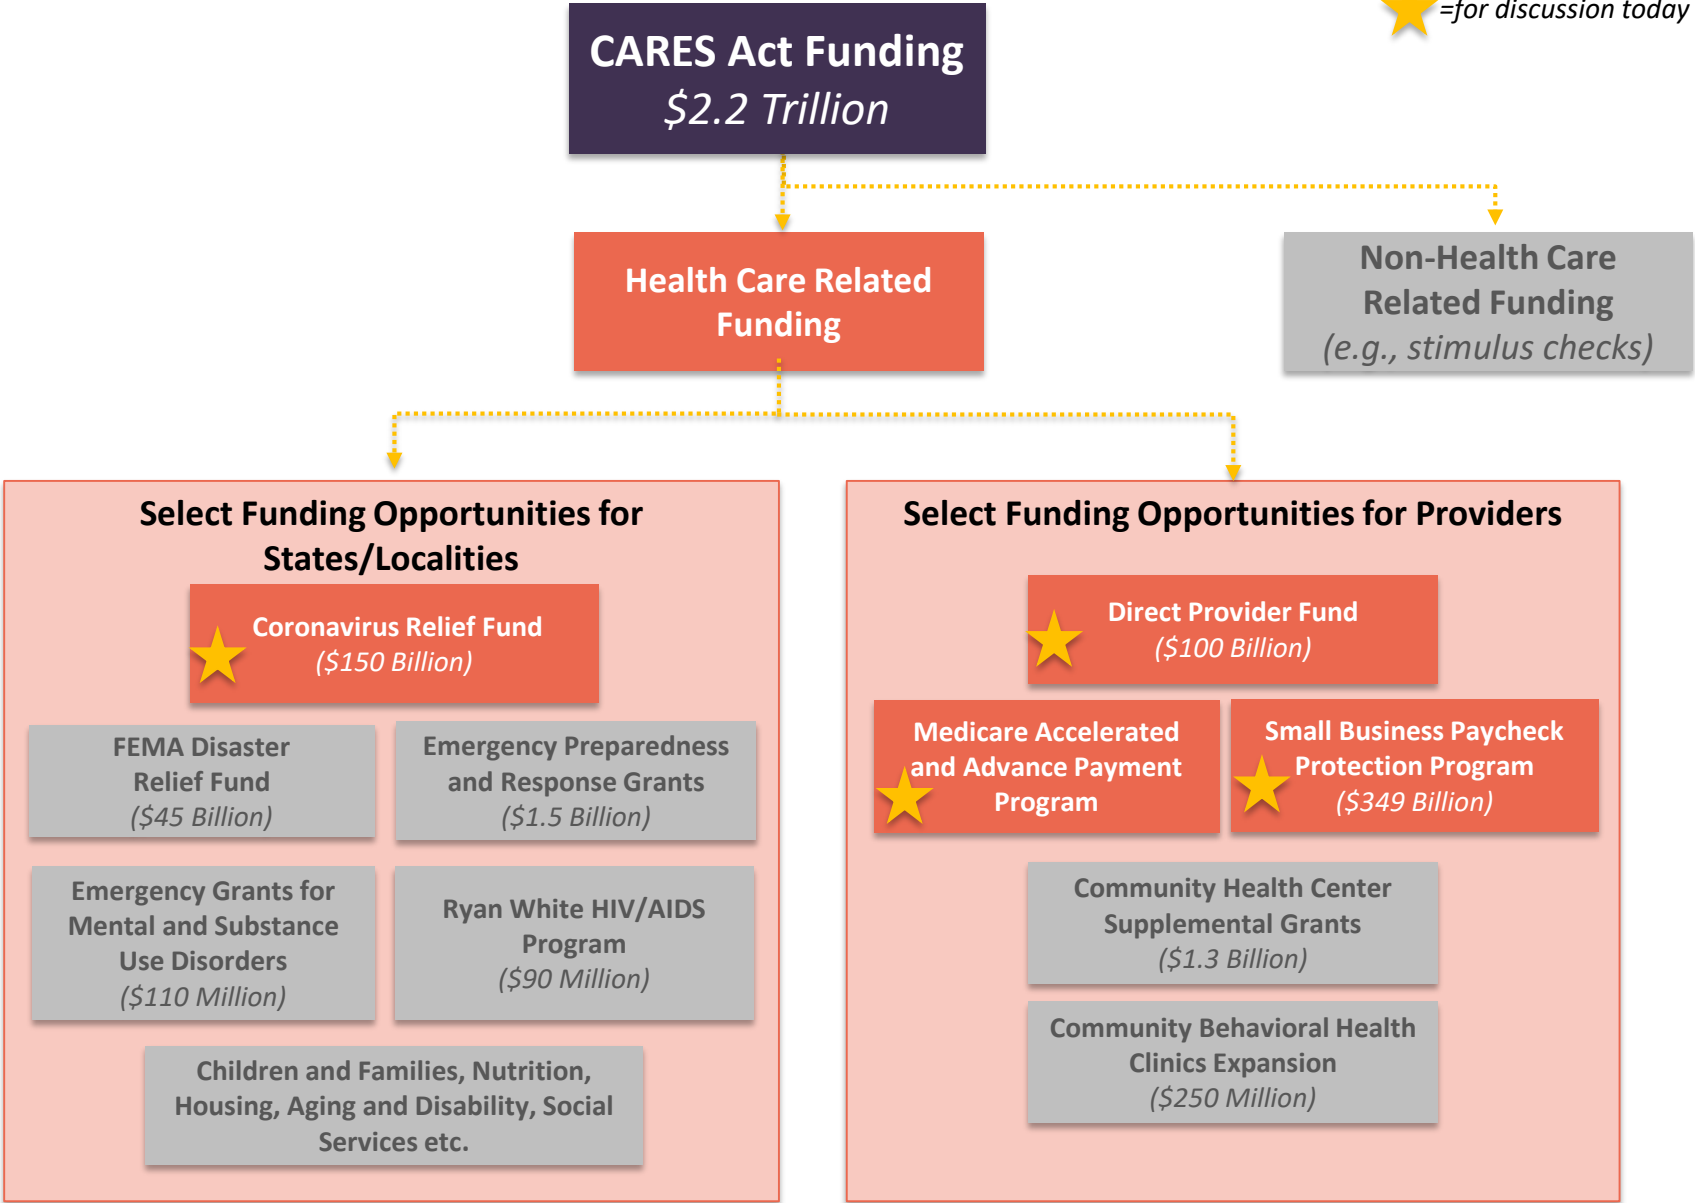 =for discussion today
CARES Act Funding
$2.2 Trillion
Health Care Related
Funding
Non-Health Care
Related Funding
(e.g., stimulus checks)
Select Funding Opportunities for
States/Localities
Coronavirus Relief Fund
($150 Billion)
FEMA Disaster
Relief Fund
($45 Billion)
Emergency Preparedness
and Response Grants
($1.5 Billion)
Emergency Grants for
Mental and Substance
Use Disorders
($110 Million)
Ryan White HIV/AIDS
Program
($90 Million)
Children and Families, Nutrition,
Housing, Aging and Disability, Social
Services etc.
Select Funding Opportunities for Providers
Direct Provider Fund
($100 Billion)
Medicare Accelerated
and Advance Payment
Program
Small Business Paycheck
Protection Program
($349 Billion)
Community Health Center
Supplemental Grants
($1.3 Billion)
Community Behavioral Health
Clinics Expansion
($250 Million)